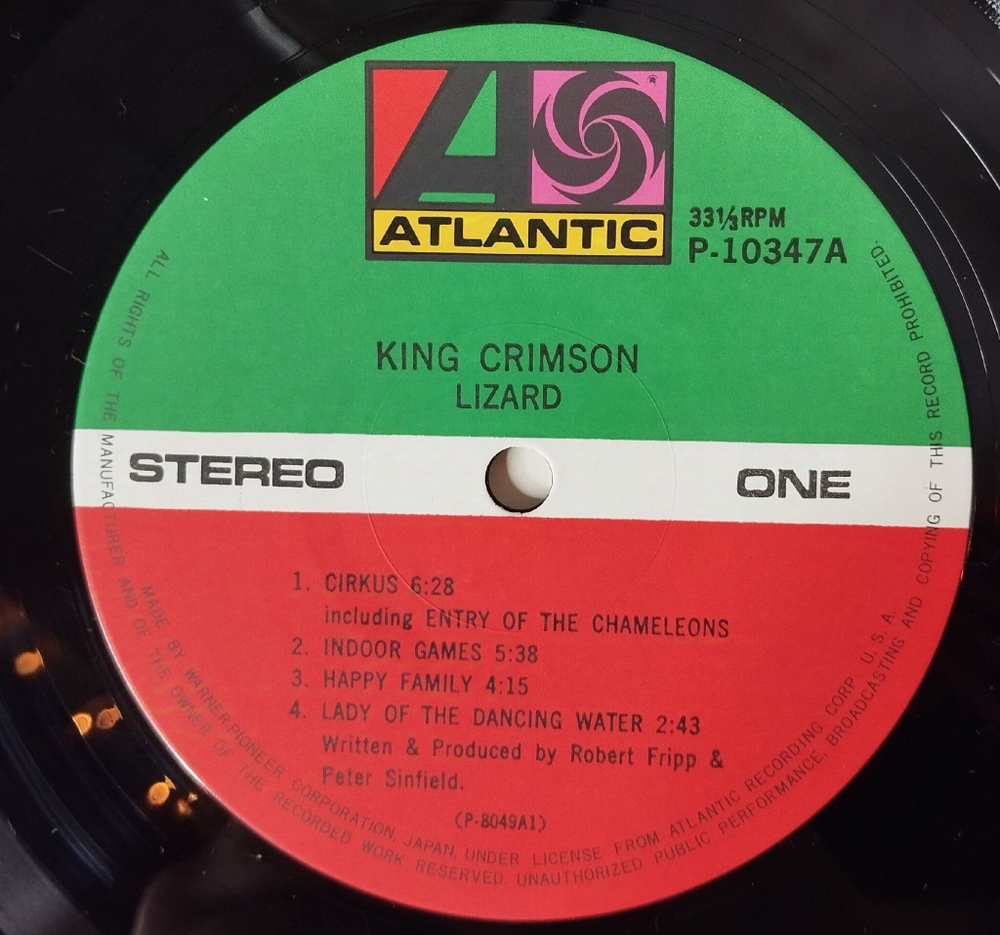 ATLANTIC
®
33⅓RPM
P-10347A
KING CRIMSON
LIZARD
STEREO
ONE
1. CIRKUS 6:28
including ENTRY OF THE CHAMELEONS
2. INDOOR GAMES 5:38
3. HAPPY FAMILY 4:15
4. LADY OF THE DANCING WATER 2:43
Written & Produced by Robert Fripp &
Peter Sinfield.
(P-8049A1)
MADE BY WARNER-PIONEER CORPORATION, JAPAN, UNDER LICENSE FROM ATLANTIC RECORDING CORP. U. S. A.
ALL RIGHTS OF THE MANUFACTURER AND OF THE OWNER OF THE RECORDED WORK RESERVED. UNAUTHORIZED PUBLIC PERFORMANCE, BROADCASTING AND COPYING OF THIS RECORD PROHIBITED.